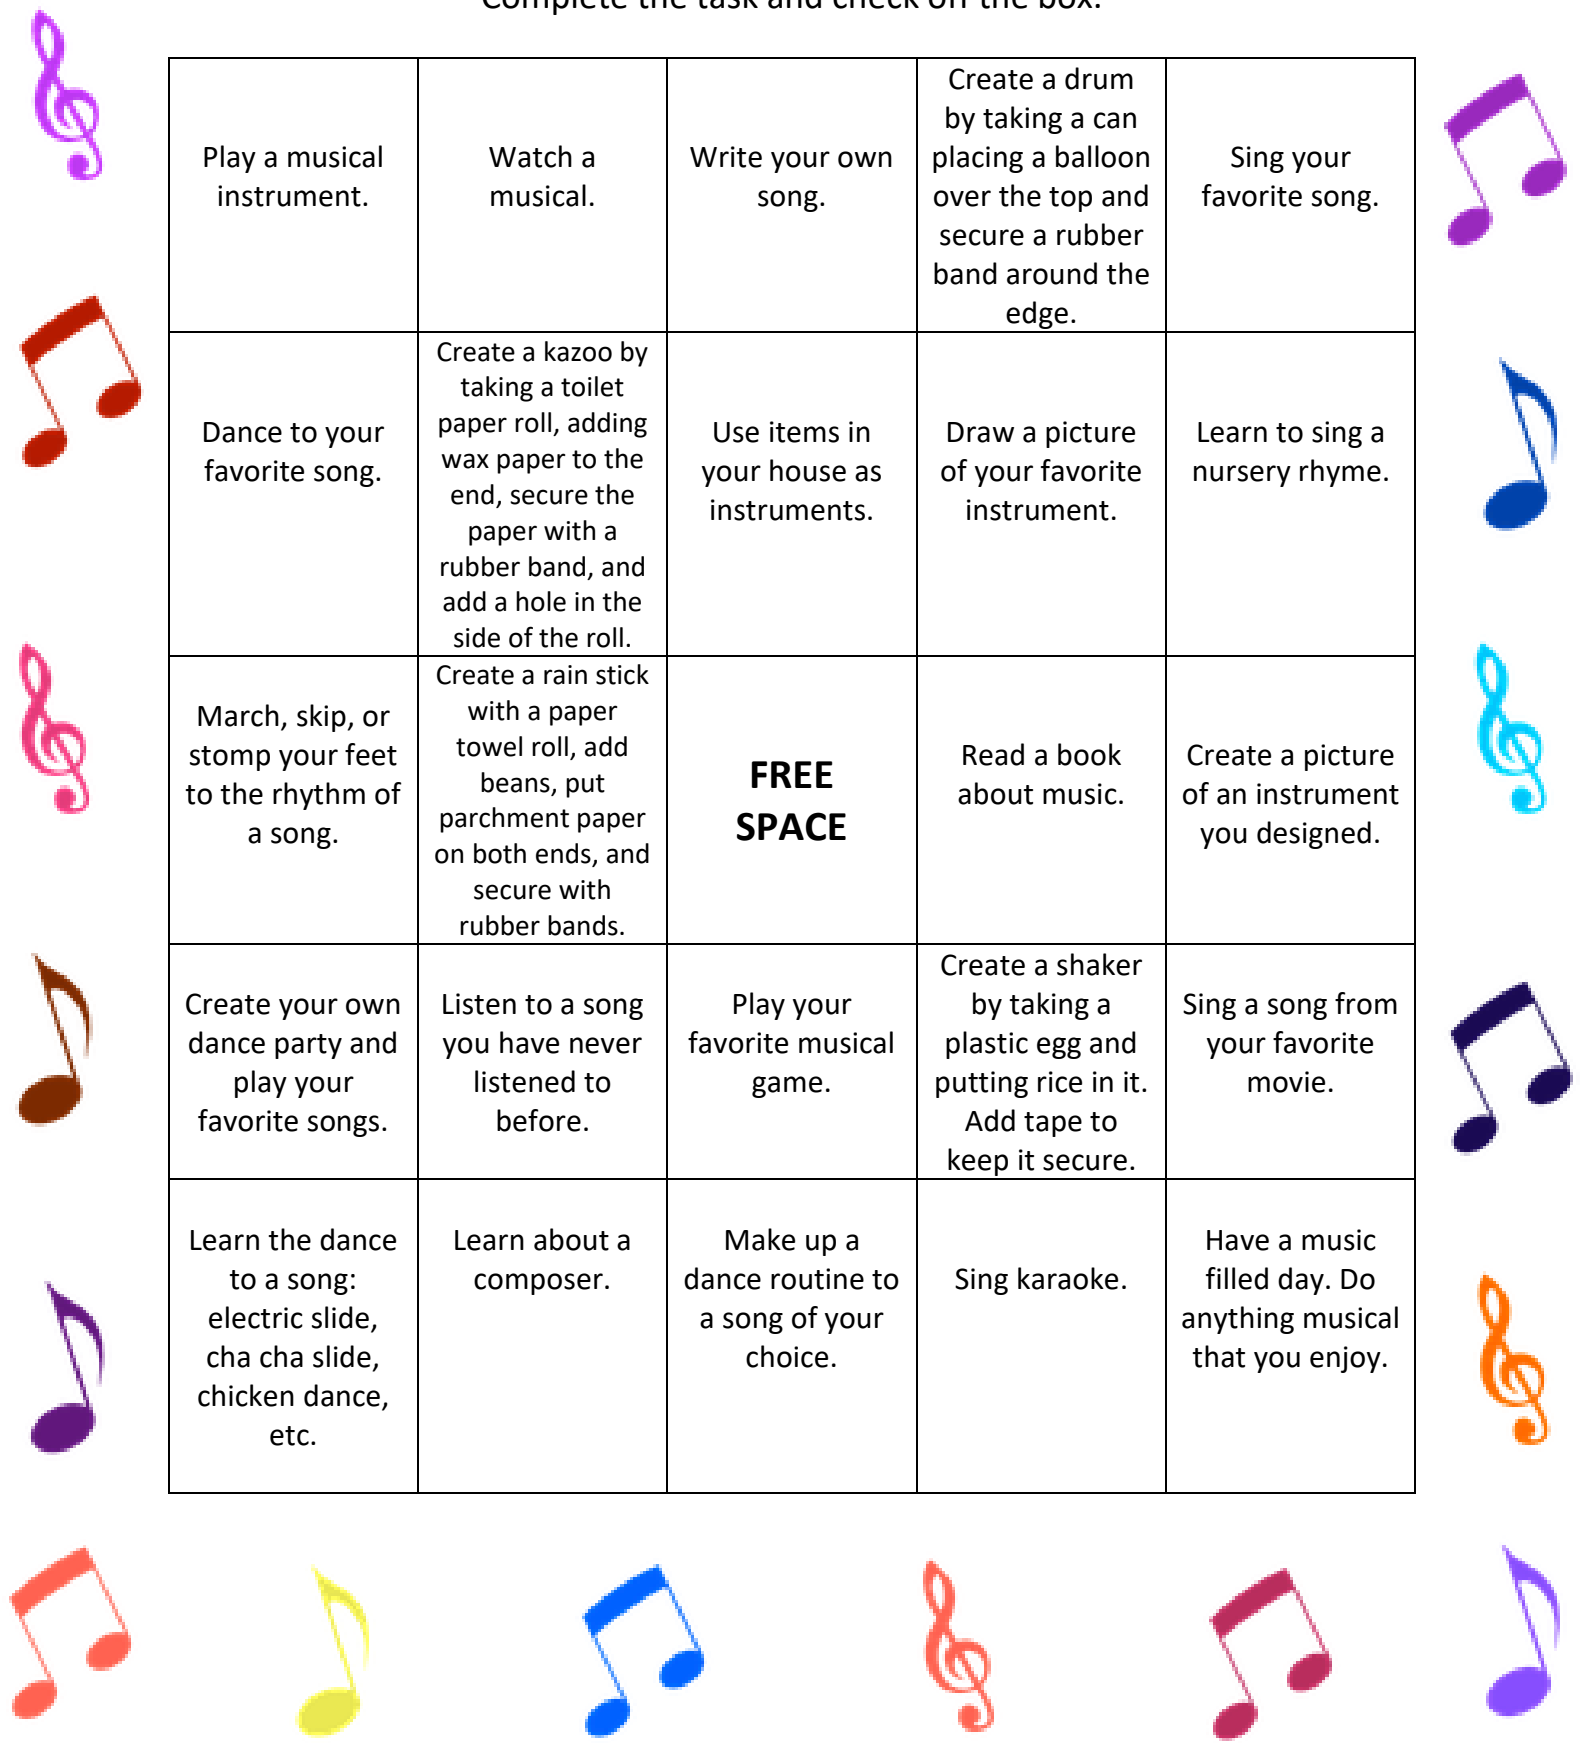 Complete the task and check off the box.
Play a musical
instrument.
Watch a
musical.
Write your own
song.
Create a drum
by taking a can
placing a balloon
over the top and
secure a rubber
band around the
edge.
Sing your
favorite song.
Dance to your
favorite song.
Create a kazoo by
taking a toilet
paper roll, adding
wax paper to the
end, secure the
paper with a
rubber band, and
add a hole in the
side of the roll.
Use items in
your house as
instruments.
Draw a picture
of your favorite
instrument.
Learn to sing a
nursery rhyme.
March, skip, or
stomp your feet
to the rhythm of
a song.
Create a rain stick
with a paper
towel roll, add
beans, put
parchment paper
on both ends, and
secure with
rubber bands.
FREE
SPACE
Read a book
about music.
Create a picture
of an instrument
you designed.
Create your own
dance party and
play your
favorite songs.
Listen to a song
you have never
listened to
before.
Play your
favorite musical
game.
Create a shaker
by taking a
plastic egg and
putting rice in it.
Add tape to
keep it secure.
Sing a song from
your favorite
movie.
Learn the dance
to a song:
electric slide,
cha cha slide,
chicken dance,
etc.
Learn about a
composer.
Make up a
dance routine to
a song of your
choice.
Sing karaoke.
Have a music
filled day. Do
anything musical
that you enjoy.